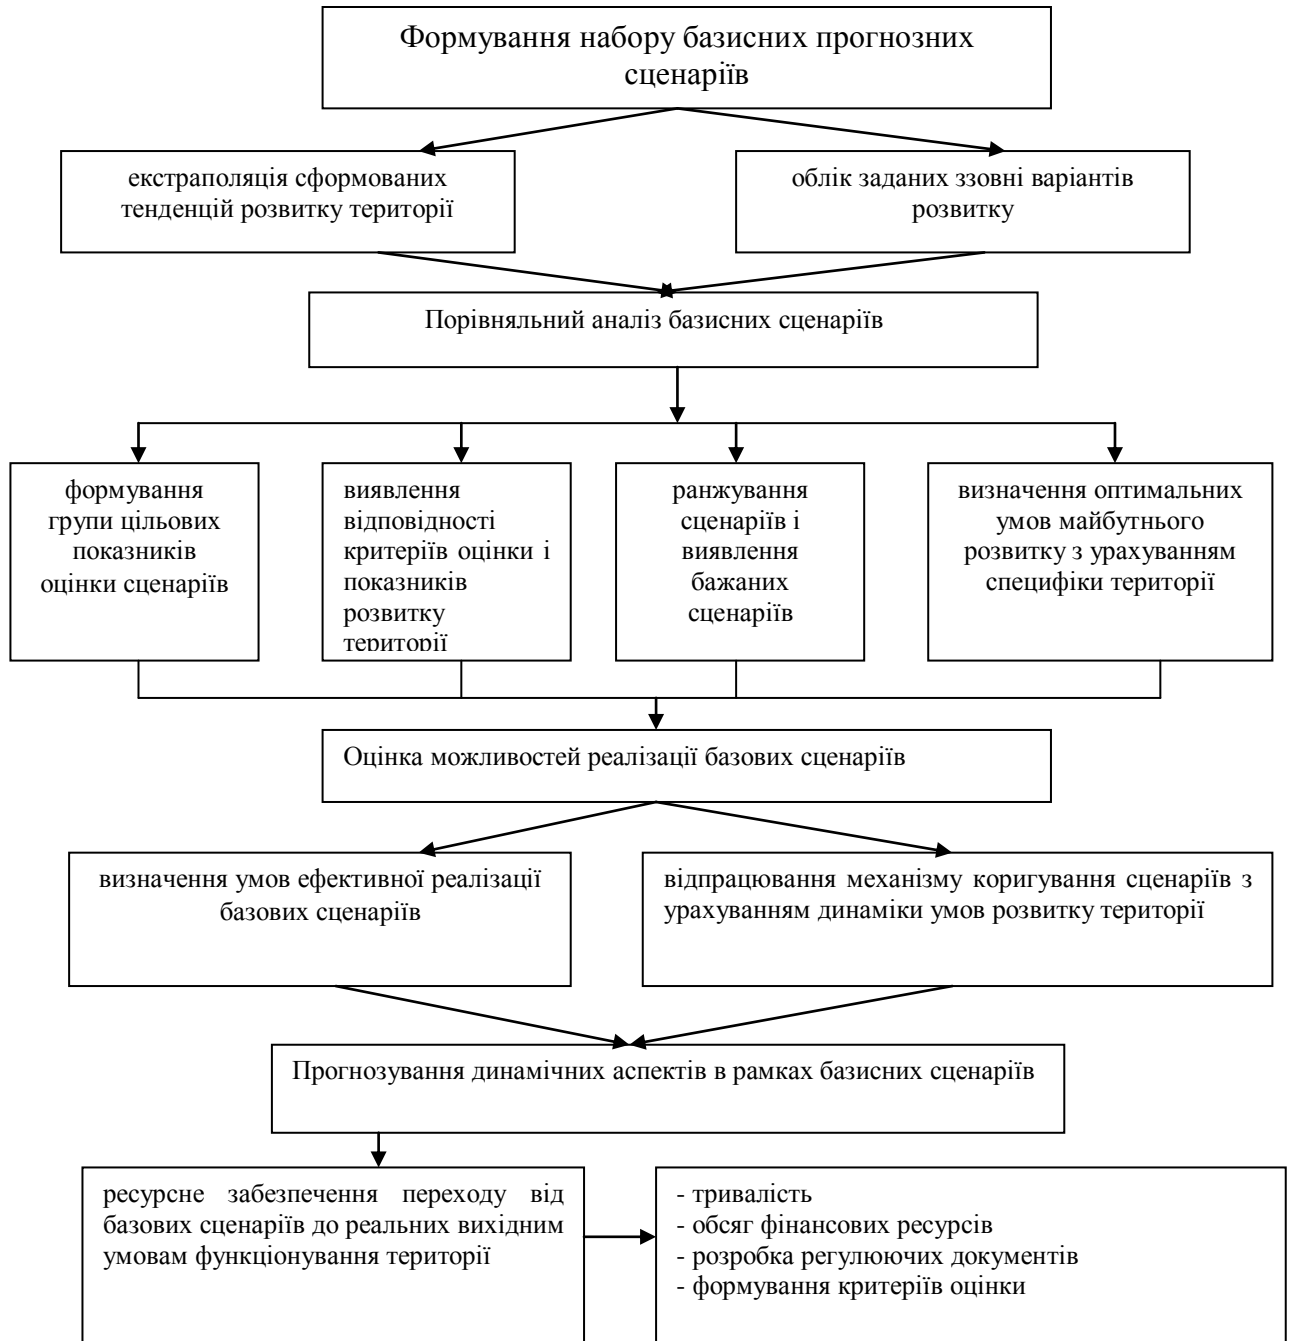 Формування набору базисних прогнозних
сценаріїв
екстраполяція сформованих
тенденцій розвитку території
облік заданих ззовні варіантів
розвитку
Порівняльний аналіз базисних сценаріїв
формування
групи цільових
показників
оцінки сценаріїв
виявлення
відповідності
критеріїв оцінки і
показників
розвитку
території
ранжування
сценаріїв і
виявлення
бажаних
сценаріїв
визначення оптимальних
умов майбутнього
розвитку з урахуванням
специфіки території
Оцінка можливостей реалізації базових сценаріїв
визначення умов ефективної реалізації
базових сценаріїв
відпрацювання механізму коригування сценаріїв з
урахуванням динаміки умов розвитку території
Прогнозування динамічних аспектів в рамках базисних сценаріїв
ресурсне забезпечення переходу від
базових сценаріїв до реальних вихідним
умовам функціонування території
- тривалість
- обсяг фінансових ресурсів
- розробка регулюючих документів
- формування критеріїв оцінки